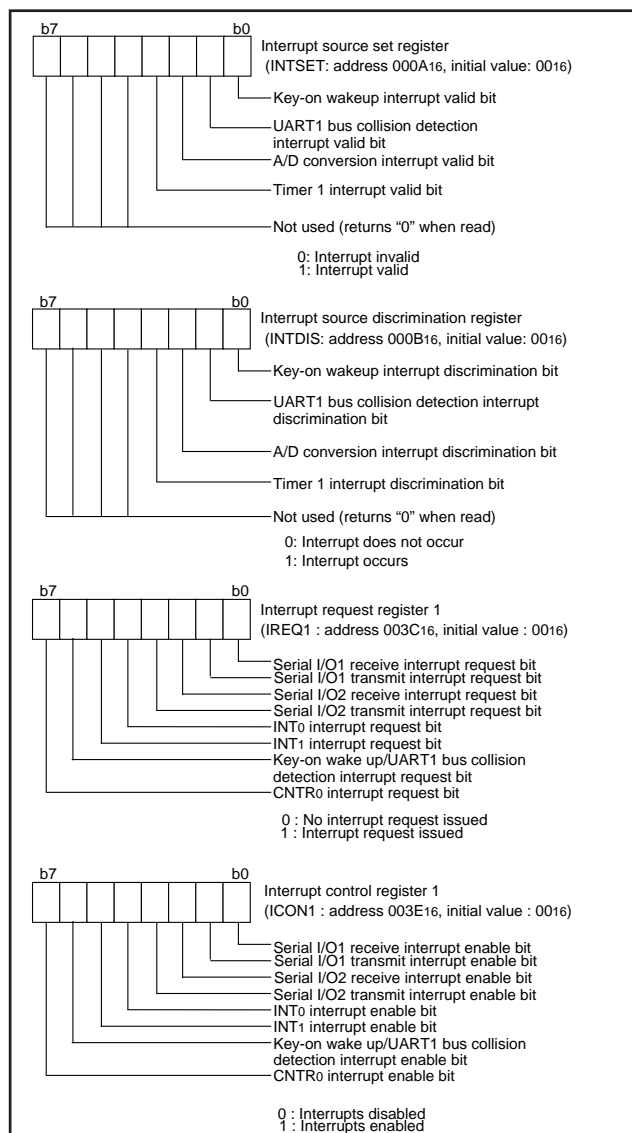 b7 b0
Interrupt source set register
(INTSET: address 000A16, initial value: 0016)
Key-on wakeup interrupt valid bit
UART1 bus collision detection
interrupt valid bit
A/D conversion interrupt valid bit
Timer 1 interrupt valid bit
Not used (returns “0” when read)
0: Interrupt invalid
1: Interrupt valid
b7 b0
Interrupt source discrimination register
(INTDIS: address 000B16, initial value: 0016)
Key-on wakeup interrupt discrimination bit
UART1 bus collision detection interrupt
discrimination bit
A/D conversion interrupt discrimination bit
Timer 1 interrupt discrimination bit
Not used (returns “0” when read)
0: Interrupt does not occur
1: Interrupt occurs
b7 b0
Interrupt request register 1
(IREQ1 : address 003C16, initial value : 0016)
Serial I/O1 receive interrupt request bit
Serial I/O1 transmit interrupt request bit
Serial I/O2 receive interrupt request bit
Serial I/O2 transmit interrupt request bit
INT0 interrupt request bit
INT1 interrupt request bit
Key-on wake up/UART1 bus collision
detection interrupt request bit
CNTR0 interrupt request bit
0 : No interrupt request issued
1 : Interrupt request issued
b7 b0
Interrupt control register 1
(ICON1 : address 003E16, initial value : 0016)
Serial I/O1 receive interrupt enable bit
Serial I/O1 transmit interrupt enable bit
Serial I/O2 receive interrupt enable bit
Serial I/O2 transmit interrupt enable bit
INT0 interrupt enable bit
INT1 interrupt enable bit
Key-on wake up/UART1 bus collision
detection interrupt enable bit
CNTR0 interrupt enable bit
0 : Interrupts disabled
1 : Interrupts enabled